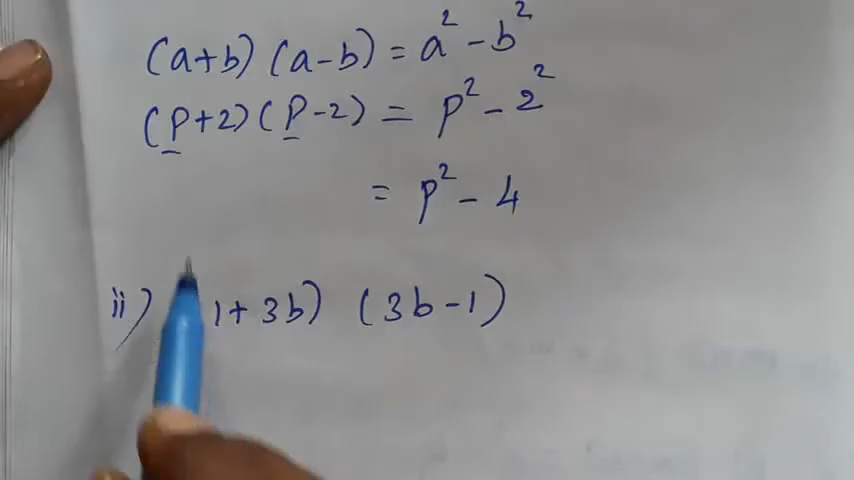 (a+b) (a-b) = a² - b²
(P+2) (P-2) = p² - 2²
= p² - 4
ii) 1+3b) (3b-1)